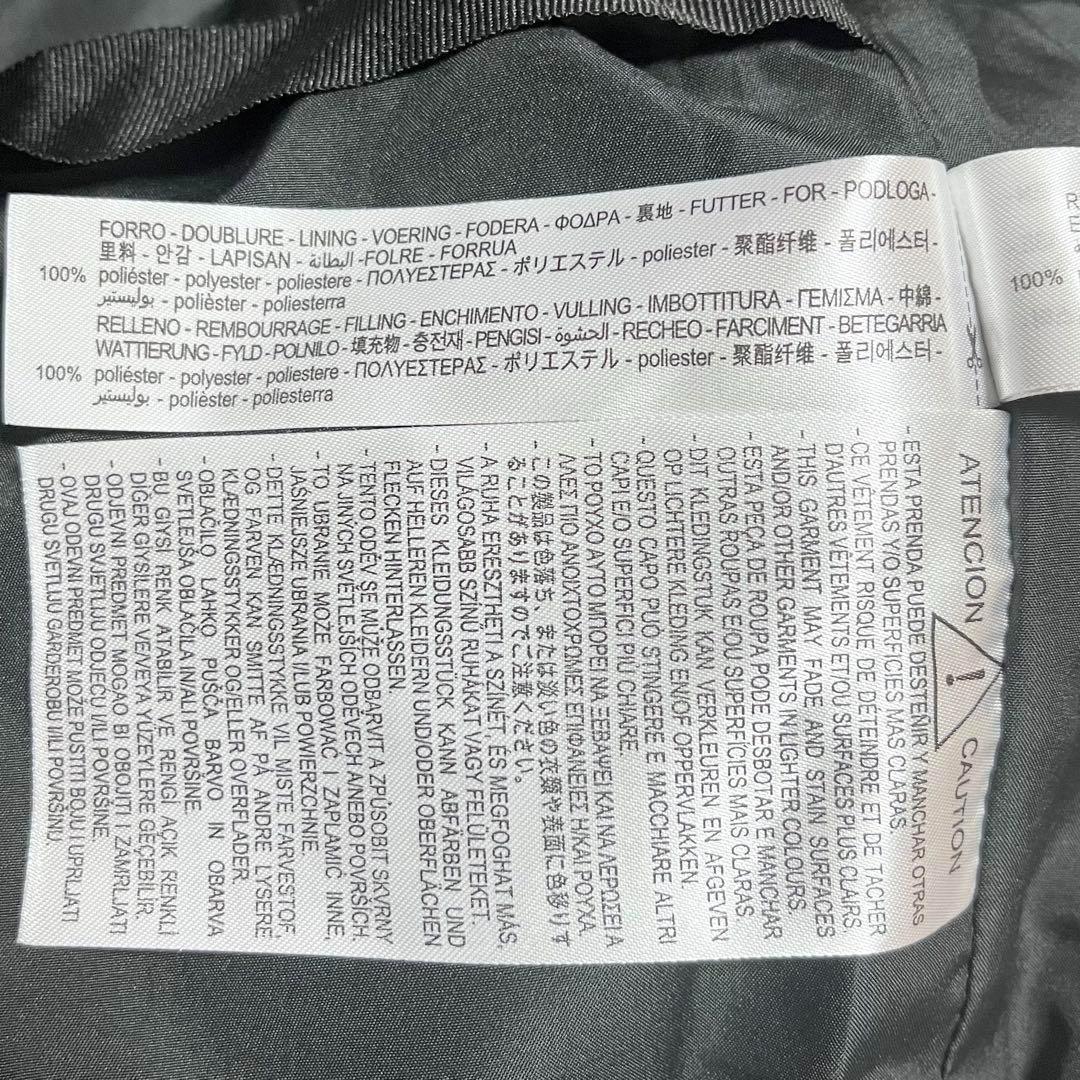 FORRO - DOUBLURE - LINING - VOERING - FODERA - ΦΟΔΡΑ - 裏地 - FUTTER - FOR - PODLOGA -
里料 - 안감 - LAPISAN - البطانة - FOLRE - FORRUA
100% poliéster - polyester - poliestere - ΠΟΛΥΕΣΤΕΡΑΣ - ポリエステル - poliester - 聚酯纤维 - 폴리에스터 -
بوليستير - polièster - poliesterra
RELLENO - REMBOURRAGE - FILLING - ENCHIMENTO - VULLING - IMBOTTITURA - ΓΕΜΙΣΜΑ - 中綿 -
WATTIERUNG - FYLD - POLNILO - 填充物 - 충전재 - PENGISI - الحشوة - RECHEO - FARCIMENT - BETEGARRIA
100% poliéster - polyester - poliestere - ΠΟΛΥΕΣΤΕΡΑΣ - ポリエステル - poliester - 聚酯纤维 - 폴리에스터 -
بوليستير - polièster - poliesterra
100%
ATENCION ! CAUTION
- ESTA PRENDA PUEDE DESTEÑIR Y MANCHAR OTRAS
PRENDAS Y/O SUPERFICIES MAS CLARAS.
- CE VÊTEMENT RISQUE DE DÉTEINDRE ET DE TACHER
D'AUTRES VÊTEMENTS ET/OU SURFACES PLUS CLAIRS
- THIS GARMENT MAY FADE AND STAIN SURFACES
AND/OR OTHER GARMENTS IN LIGHTER COLOURS.
- ESTA PEÇA DE ROUPA PODE DESBOTAR E MANCHAR
OUTRAS ROUPAS E/OU SUPERFÍCIES MAIS CLARAS.
- DIT KLEDINGSTUK KAN VERKLEUREN EN AFGEVEN
OP LICHTERE KLEDING EN/OF OPPERVLAKKEN.
- QUESTO CAPO PUÒ STINGERE E MACCHIARE ALTRI
CAPI E/O SUPERFICI PIÙ CHIARE.
- ΤΟ ΡΟΥΧΟ ΑΥΤΟ ΜΠΟΡΕΙ ΝΑ ΞΕΒΑΨΕΙ ΚΑΙ ΝΑ ΛΕΡΩΣΕΙ Α
ΛΛΕΣ ΠΙΟ ΑΝΟΙΧΤΟΧΡΩΜΕΣ ΕΠΙΦΑΝΕΙΕΣ Η/ΚΑΙ ΡΟΥΧΑ.
- この製品は色落ち、または淡い色の衣類や表面に色移りす
ることがありますのでご注意ください。
- A RUHA ERESZTHETI A SZÍNÉT, ÉS MEGFOGHAT MÁS,
VILÁGOSABB SZÍNŰ RUHÁKAT VAGY FELÜLETEKET.
- DIESES KLEIDUNGSSTÜCK KANN ABFÄRBEN UND
AUF HELLEREN KLEIDERN UND/ODER OBERFLÄCHEN
FLECKEN HINTERLASSEN.
- TENTO ODĚV SE MŮŽE ODBARVIT A ZPŮSOBIT SKVRNY
NA JINÝCH SVĚTLEJŠÍCH ODĚVECH A/NEBO POVRŠÍCH.
- TO UBRANIE MOŻE FARBOWAĆ I ZAPLAMIĆ INNE,
JAŚNIEJSZE UBRANIA I/LUB POWIERZCHNIE.
- DETTE KLÆDNINGSSTYKKE VIL MISTE FARVESTOF,
OG FARVEN KAN SMITTE AF PÅ ANDRE LYSERE
KLÆDNINGSSTYKKER OG/ELLER OVERFLADER.
- OBLAČILO LAHKO PUŠČA BARVO IN OBARVA
SVETLEJŠA OBLAČILA IN/ALI POVRŠINE.
- BU GİYSİ RENK ATABİLİR VE RENGİ AÇIK RENKLİ
DİĞER GİYSİLERE VE/VEYA YÜZEYLERE GEÇEBİLİR.
- ODJEVNI PREDMET MOGAO BI OBOJITI I ZAMRLJATI
DRUGU SVJETLIJU ODJEĆU I/ILI POVRŠINE.
- OVAJ ODEVNI PREDMET MOŽE PUSTITI BOJU I UPRLJATI
DRUGU SVETLIJU GARDEROBU I/ILI POVRŠINU.